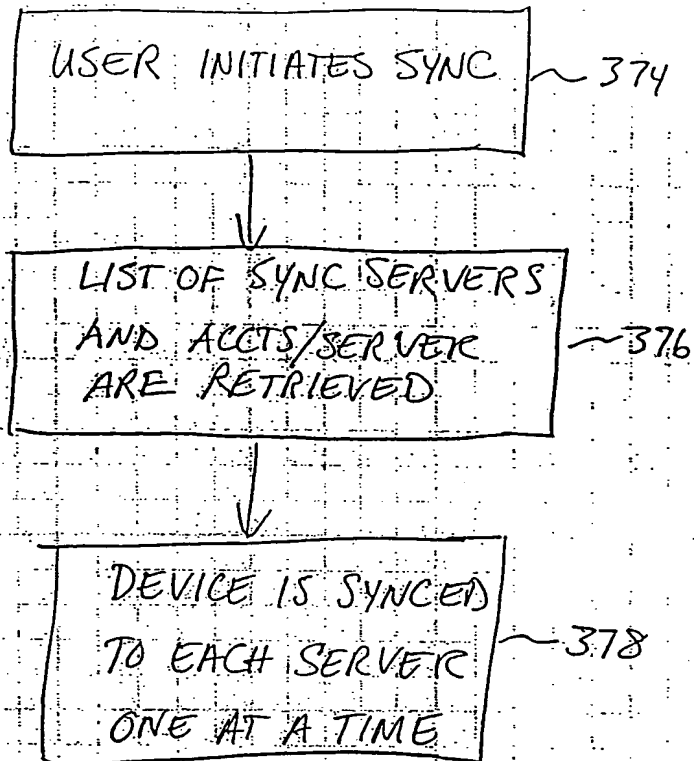 USER INITIATES SYNC
374
LIST OF SYNC SERVERS
AND ACCTS/SERVER
ARE RETRIEVED
376
DEVICE IS SYNCED
TO EACH SERVER
ONE AT A TIME
378